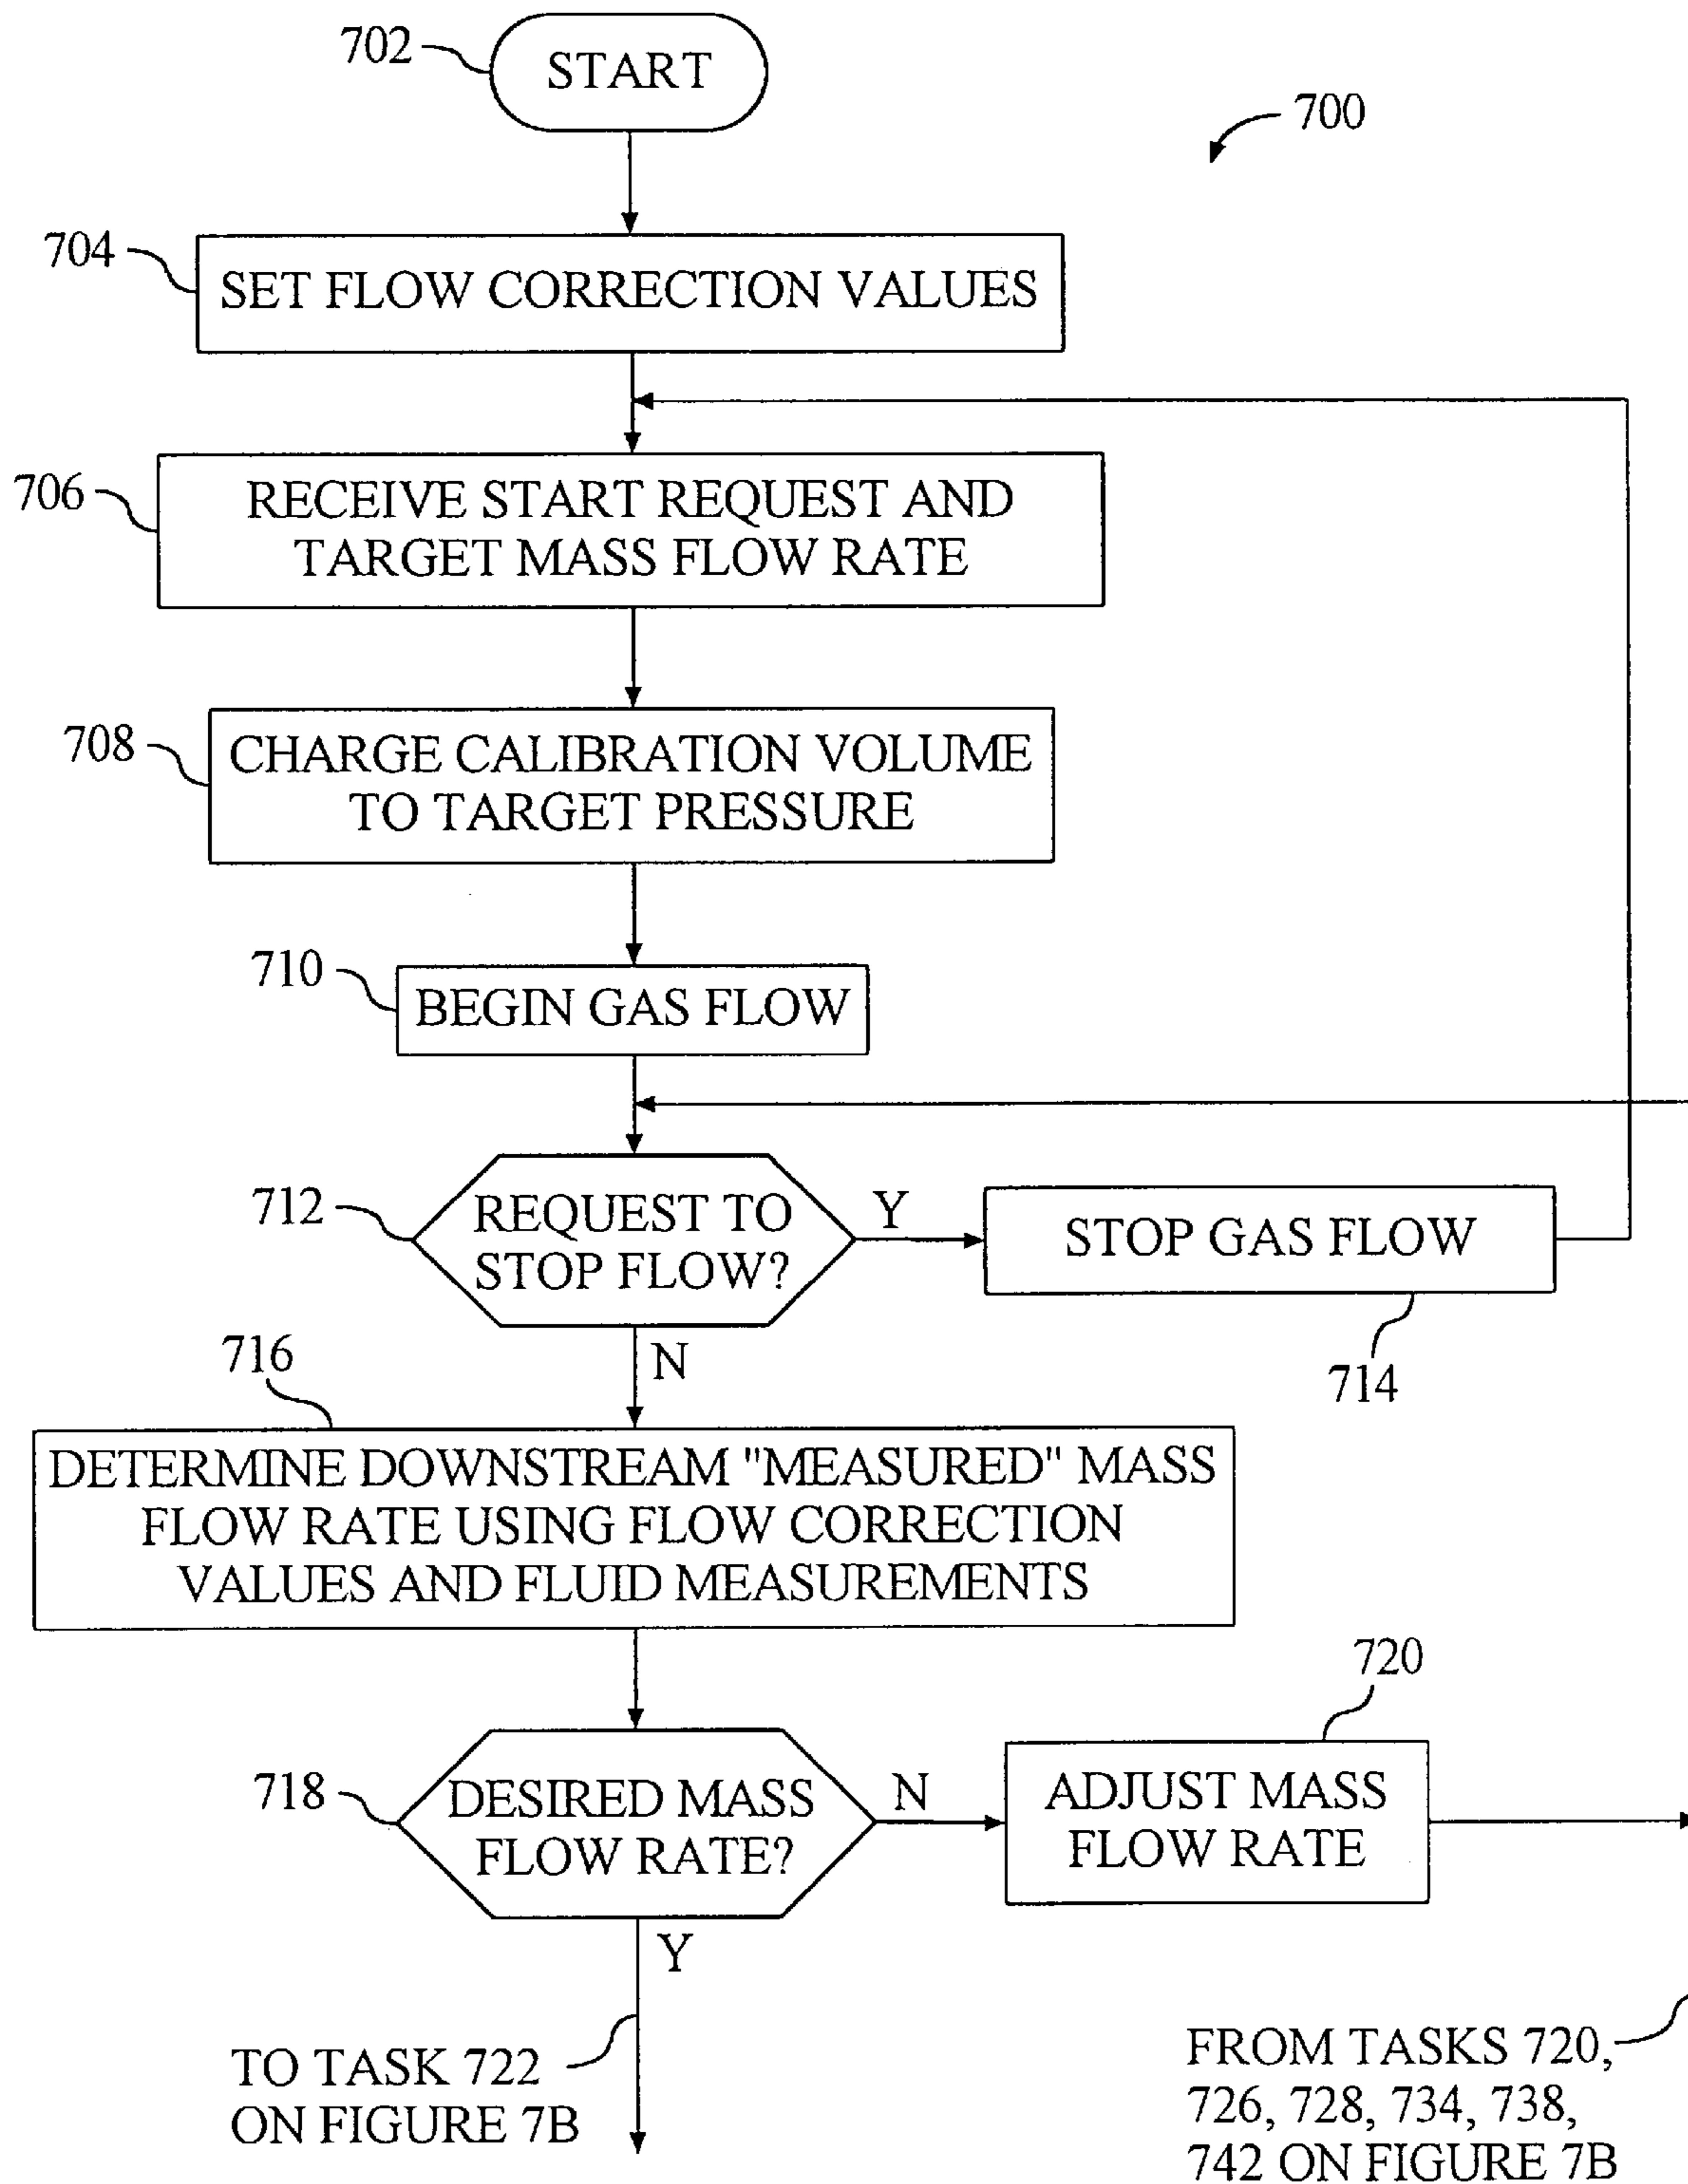 702
START
700
704
SET FLOW CORRECTION VALUES
706
RECEIVE START REQUEST AND
TARGET MASS FLOW RATE
708
CHARGE CALIBRATION VOLUME
TO TARGET PRESSURE
710
BEGIN GAS FLOW
712
REQUEST TO
STOP FLOW?
Y
STOP GAS FLOW
714
N
716
DETERMINE DOWNSTREAM "MEASURED" MASS
FLOW RATE USING FLOW CORRECTION
VALUES AND FLUID MEASUREMENTS
718
DESIRED MASS
FLOW RATE?
N
720
ADJUST MASS
FLOW RATE
Y
TO TASK 722
ON FIGURE 7B
FROM TASKS 720,
726, 728, 734, 738,
742 ON FIGURE 7B